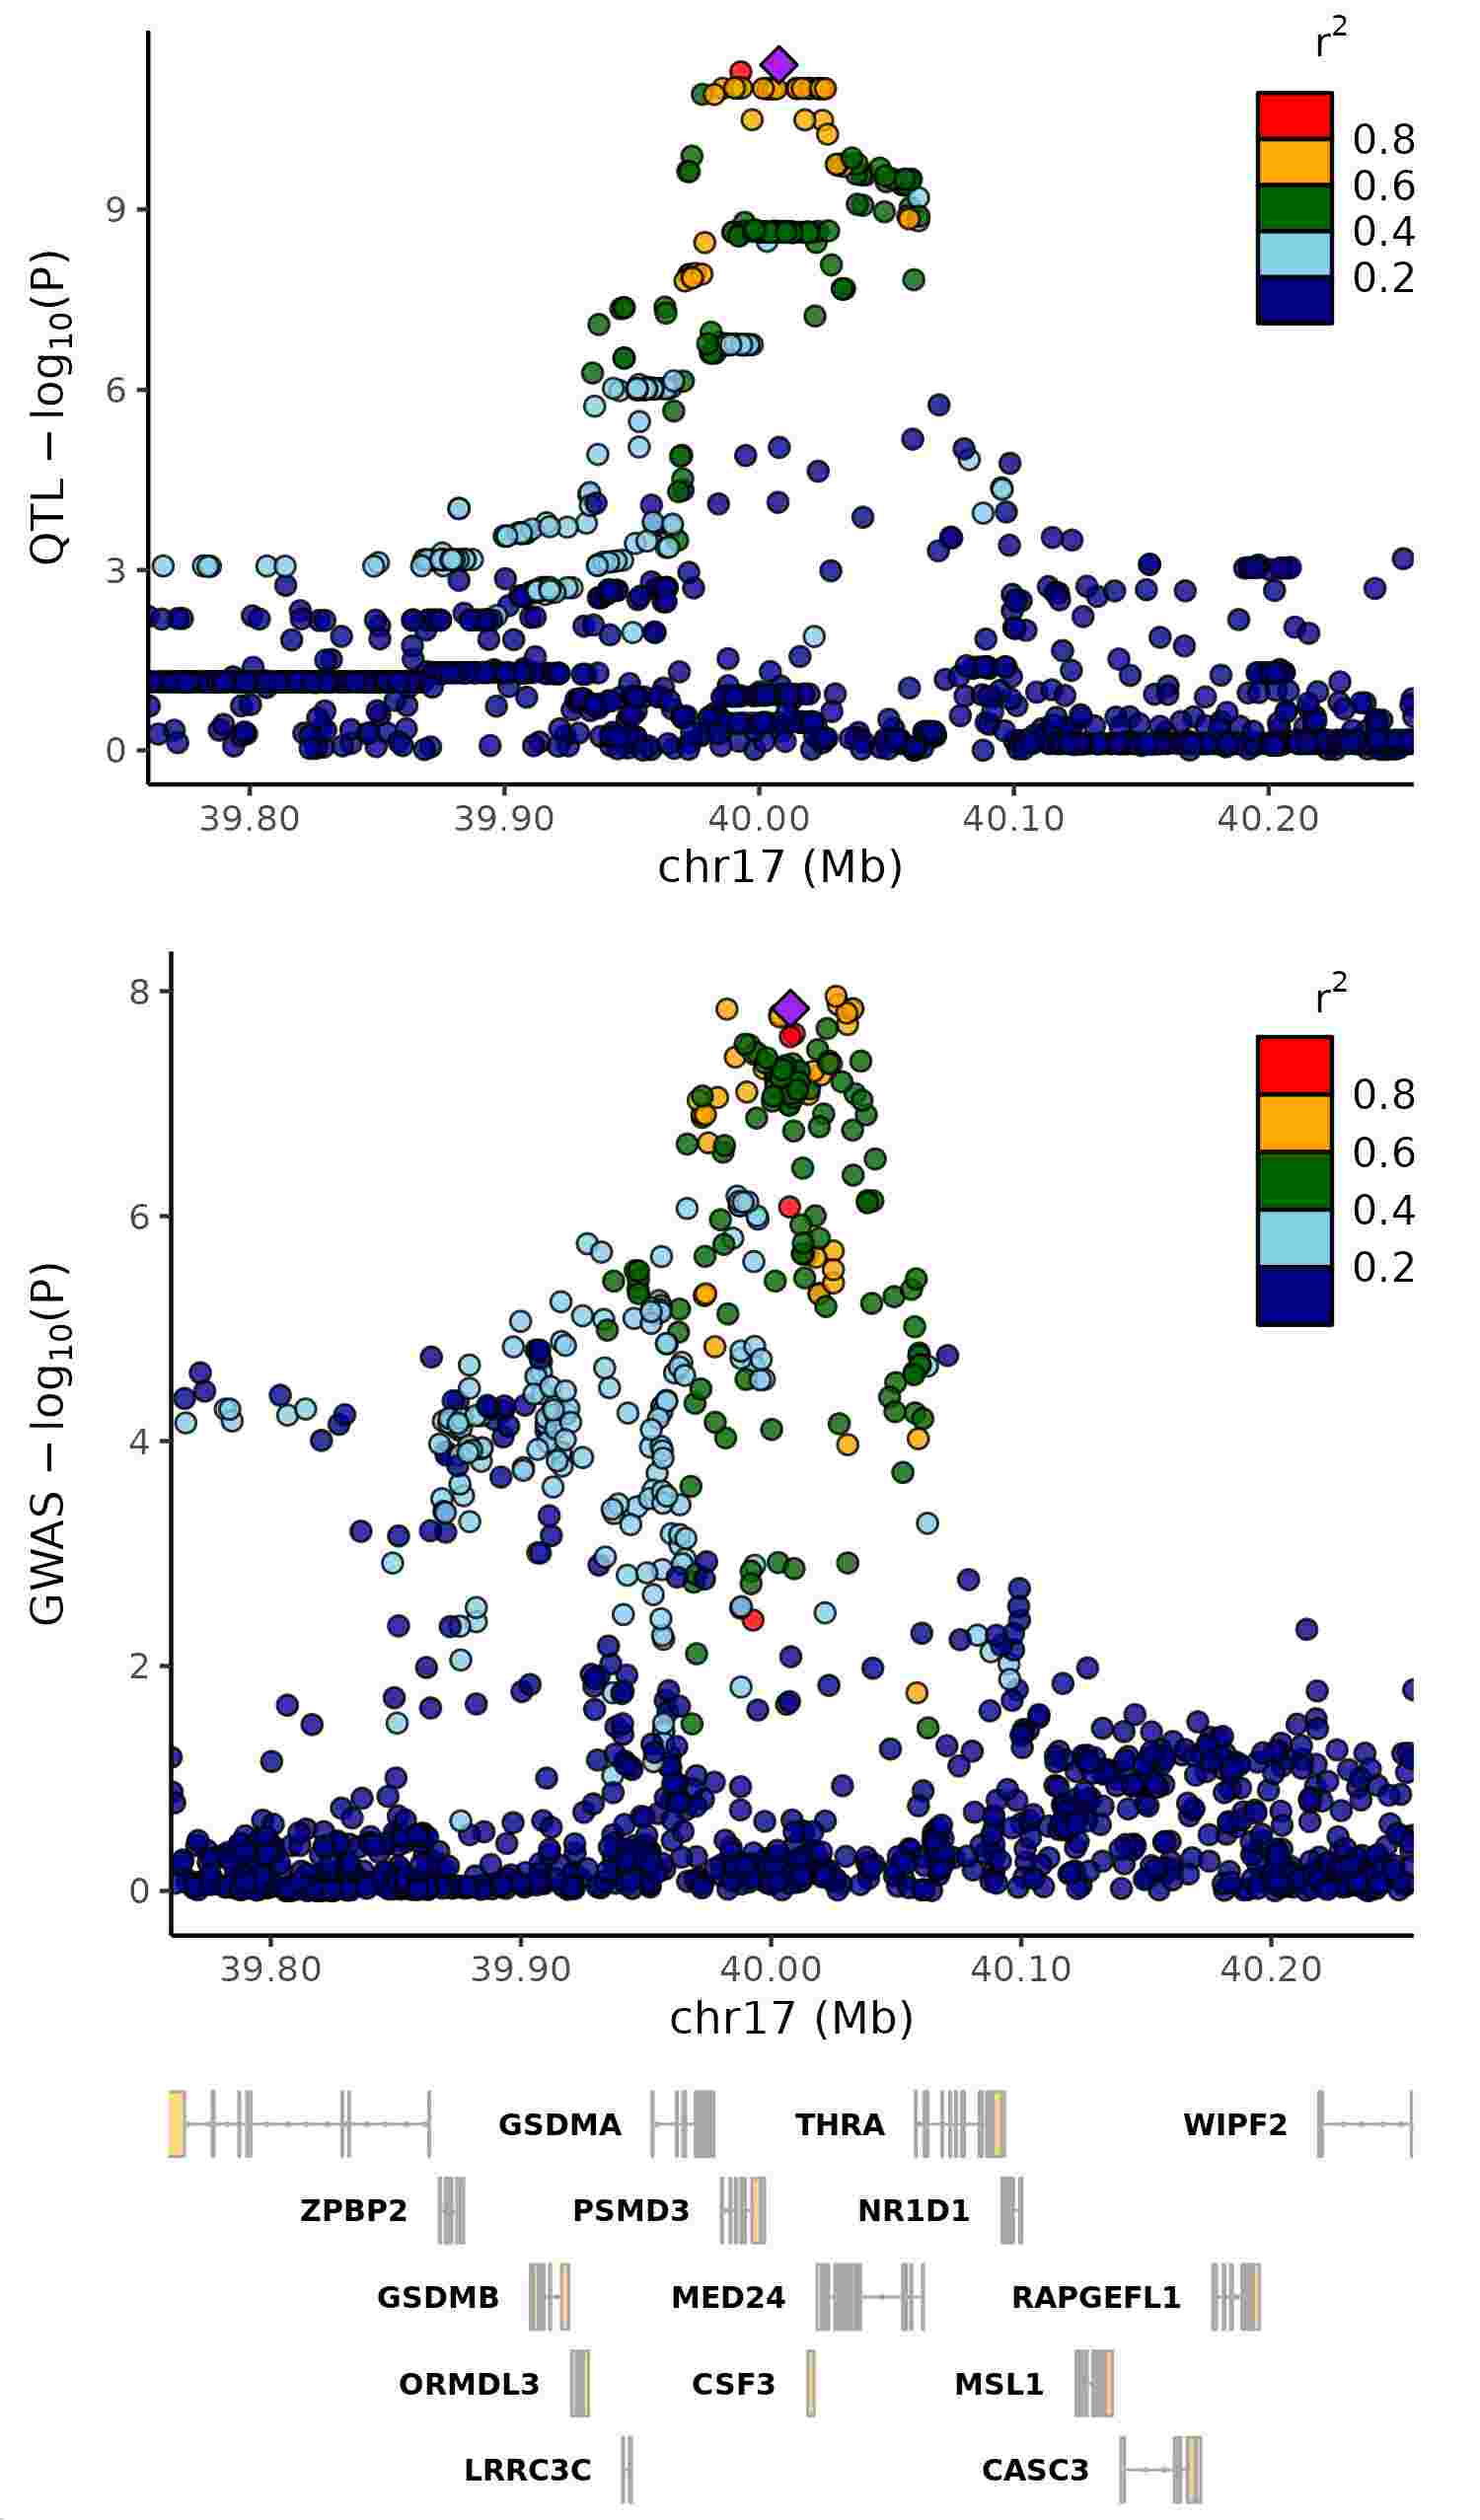 r²
0.8
0.6
0.4
0.2
QTL − log₁₀(P)
9
6
3
0
39.80 39.90 40.00 40.10 40.20
chr17 (Mb)
r²
0.8
0.6
0.4
0.2
GWAS − log₁₀(P)
8
6
4
2
0
39.80 39.90 40.00 40.10 40.20
chr17 (Mb)
GSDMA THRA WIPF2
ZPBP2 PSMD3 NR1D1
GSDMB MED24 RAPGEFL1
ORMDL3 CSF3 MSL1
LRRC3C CASC3